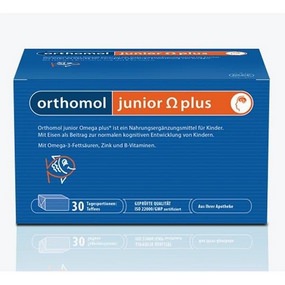 orthomol junior Ω plus
Orthomol junior Omega plus® ist ein Nahrungsergänzungsmittel für Kinder.
Mit Eisen als Beitrag zur normalen kognitiven Entwicklung von Kindern.
Mit Omega-3-Fettsäuren, Zink und B-Vitaminen.
30 Tagesportionen:
Toffees
GEPRÜFTE QUALITÄT
ISO 22000/GMP zertifiziert
Aus Ihrer Apotheke